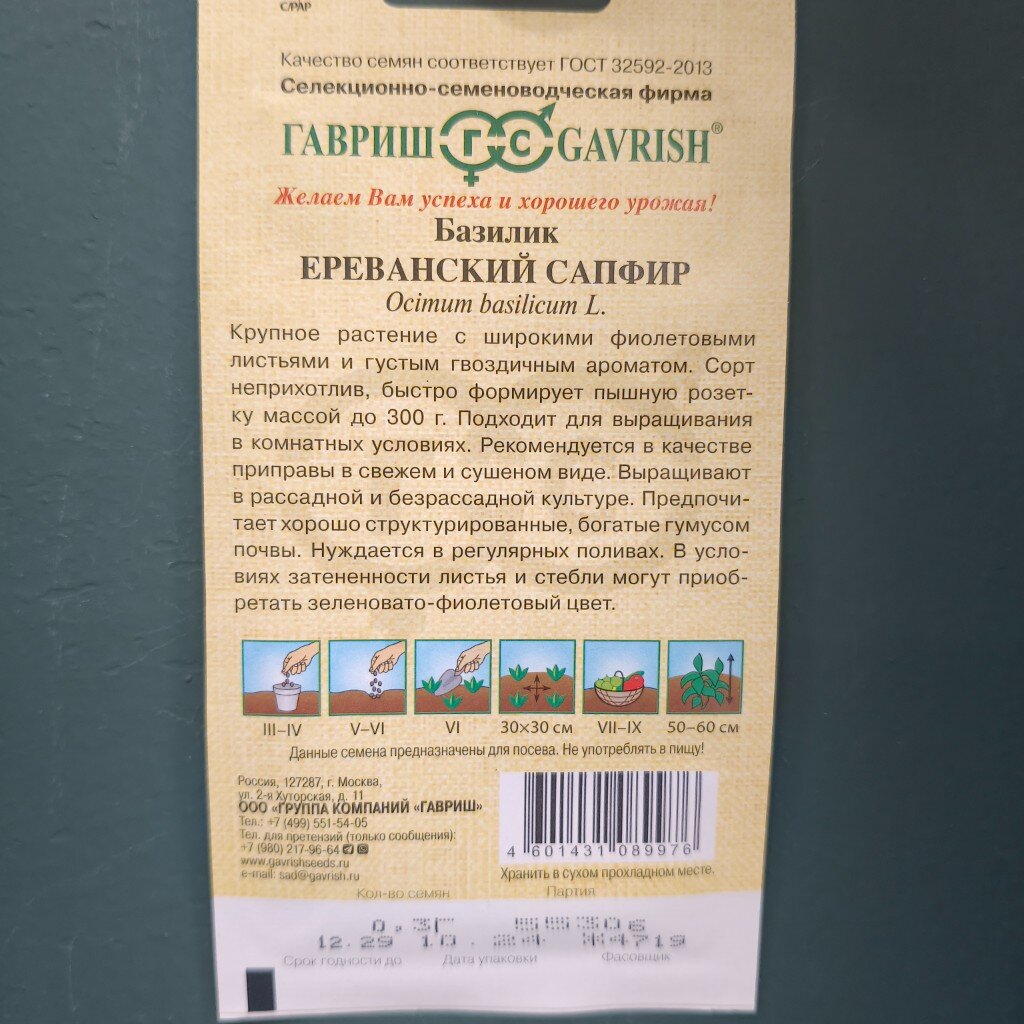 С/РАР
Качество семян соответствует ГОСТ 32592-2013
Селекционно-семеноводческая фирма
ГАВРИШ ГС GAVRISH®
Желаем Вам успеха и хорошего урожая!
Базилик
ЕРЕВАНСКИЙ САПФИР
Ocimum basilicum L.
Крупное растение с широкими фиолетовыми
листьями и густым гвоздичным ароматом. Сорт
неприхотлив, быстро формирует пышную розет-
ку массой до 300 г. Подходит для выращивания
в комнатных условиях. Рекомендуется в качестве
приправы в свежем и сушеном виде. Выращивают
в рассадной и безрассадной культуре. Предпочи-
тает хорошо структурированные, богатые гумусом
почвы. Нуждается в регулярных поливах. В усло-
виях затененности листья и стебли могут приоб-
ретать зеленовато-фиолетовый цвет.
III–IV V–VI VI 30×30 см VII–IX 50–60 см
Данные семена предназначены для посева. Не употреблять в пищу!
Россия, 127287, г. Москва,
ул. 2-я Хуторская, д. 11
ООО «ГРУППА КОМПАНИЙ «ГАВРИШ»
Тел.: +7 (499) 551-54-05
Тел. для претензий (только сообщения):
+7 (980) 217-96-64
www.gavrishseeds.ru
e-mail: sad@gavrish.ru
4 601431 089976
Хранить в сухом прохладном месте.
Кол-во семян Партия
0,3Г
12.29 10.24 Ж4719
Срок годности до Дата упаковки Фасовщик